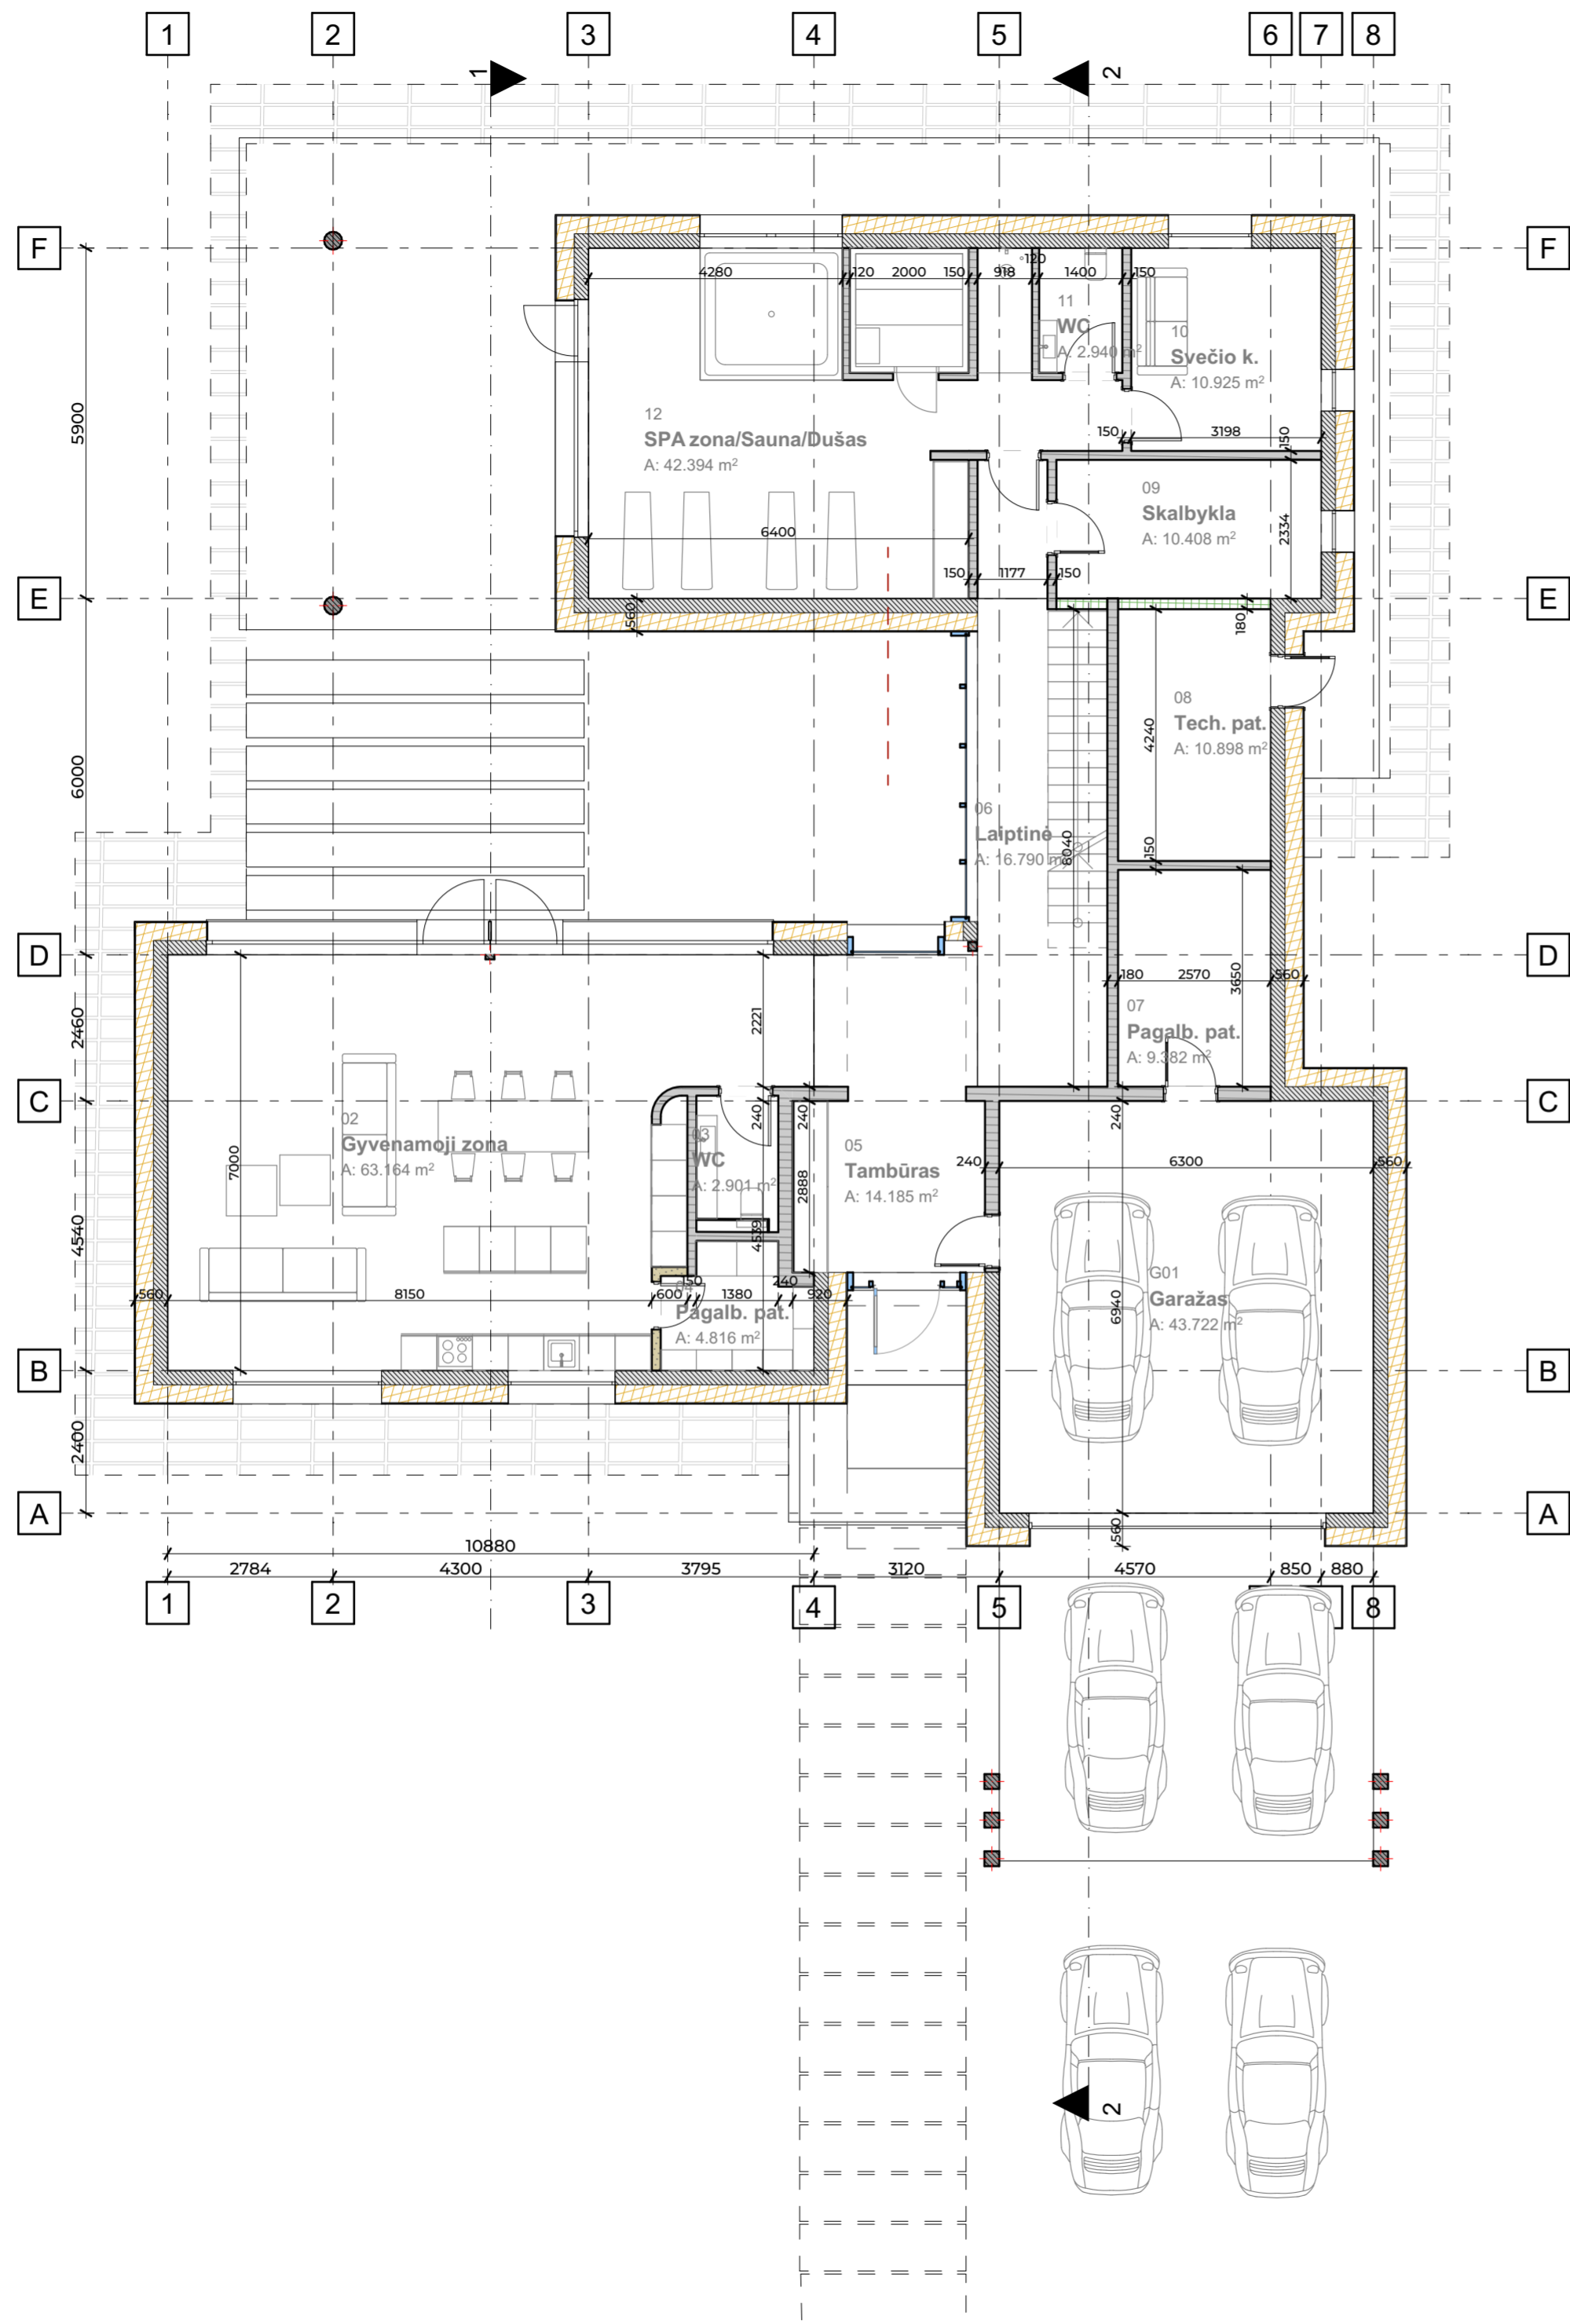 1 2 3 4 5 6 7 8
1 2
F F
4280 120 2000 150 918 120 1400 150
11
WC
A: 2.940 m²
10
Svečio k.
A: 10.925 m²
12
SPA zona/Sauna/Dušas
A: 42.394 m²
150 3198 150
5900
09
Skalbykla
A: 10.408 m²
2334
6400
150 1177 150
E E
560 180
08
Tech. pat.
A: 10.898 m²
4240
6000
06
Laiptinė
A: 16.790 m
8040
150
D D
180 2570 560
3650
2221
2460
07
Pagalb. pat.
A: 9.382 m²
C C
240 240 240
02
Gyvenamoji zona
A: 63.164 m²
7000
03
WC
A: 2.901 m²
05
Tambūras
A: 14.185 m²
2888
240 6300 560
4540
4539
G01
Garažas
A: 43.722 m²
6940
560 8150 600 150 1380 240 920
Pagalb. pat.
A: 4.816 m²
B B
2400
A A
560
10880
2784 4300 3795 3120 4570 850 880
1 2 3 4 5 8
2